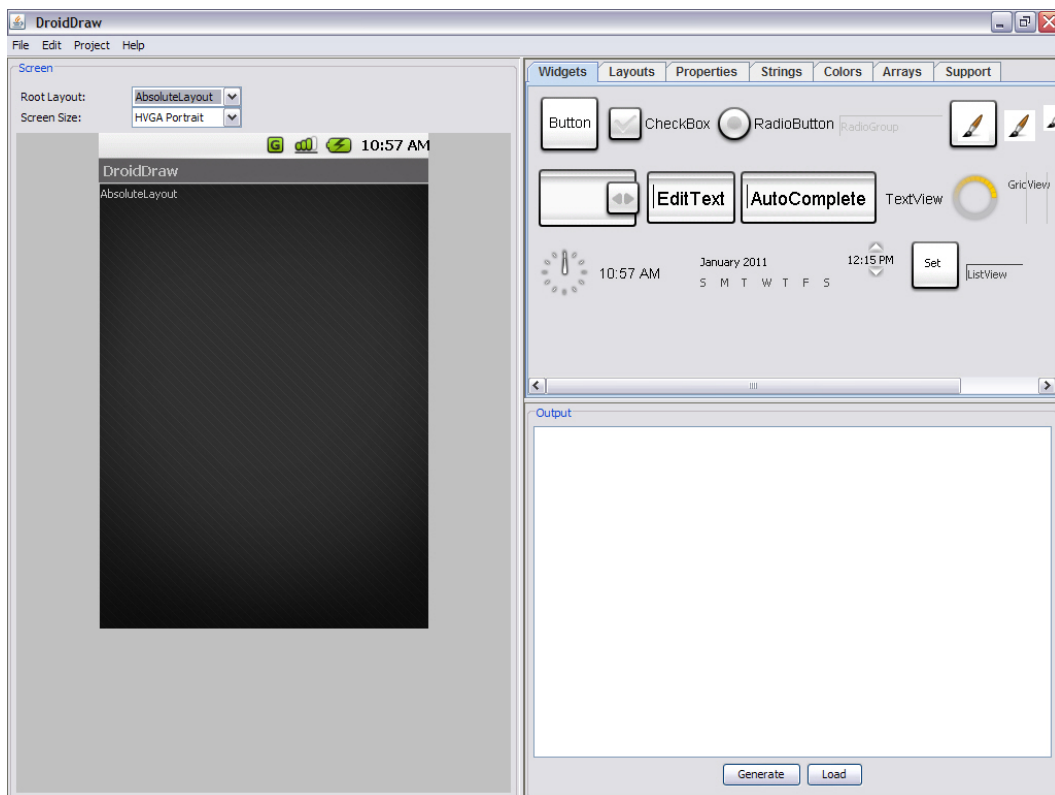 DroidDraw
File Edit Project Help
Screen
Root Layout: AbsoluteLayout
Screen Size: HVGA Portrait
G 10:57 AM
DroidDraw
AbsoluteLayout
Widgets Layouts Properties Strings Colors Arrays Support
Button CheckBox RadioButton RadioGroup
EditText AutoComplete TextView GridView
10:57 AM January 2011 12:15 PM Set ListView
S M T W T F S
Output
Generate Load